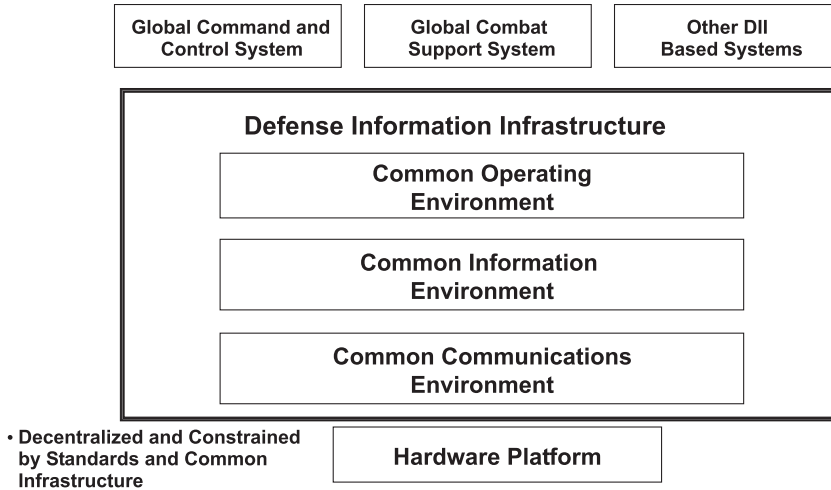 Global Command and
Control System
Global Combat
Support System
Other DII
Based Systems
Defense Information Infrastructure
Common Operating
Environment
Common Information
Environment
Common Communications
Environment
• Decentralized and Constrained
by Standards and Common
Infrastructure
Hardware Platform